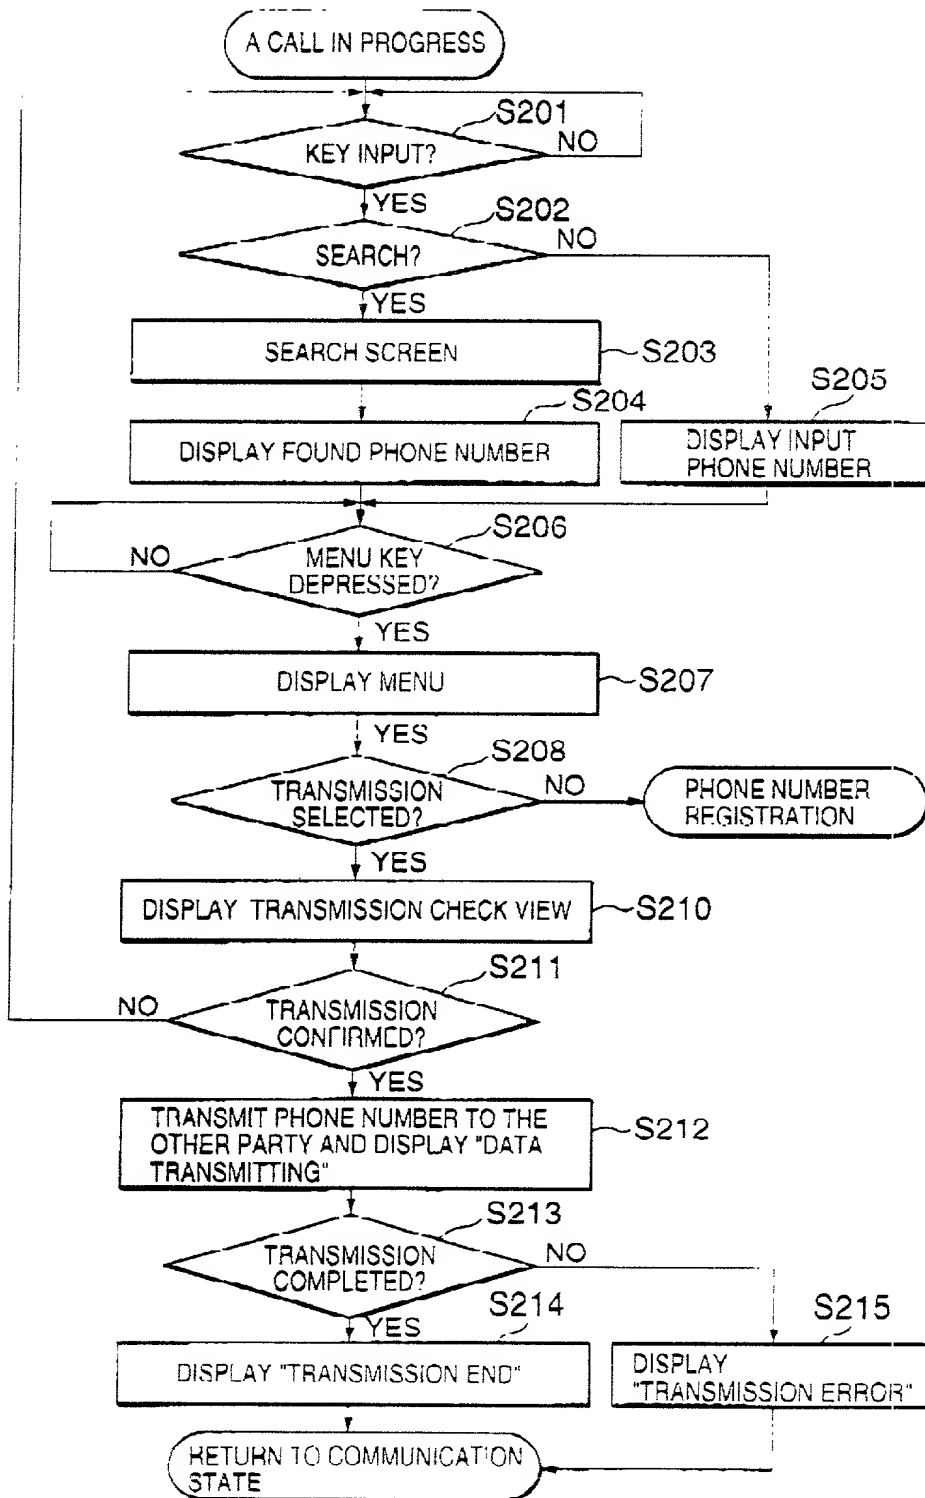 A CALL IN PROGRESS
S201
KEY INPUT?
NO
YES
S202
SEARCH?
NO
YES
SEARCH SCREEN
S203
S204
S205
DISPLAY FOUND PHONE NUMBER
DISPLAY INPUT
PHONE NUMBER
S206
NO
MENU KEY
DEPRESSED?
YES
DISPLAY MENU
S207
YES
S208
TRANSMISSION
SELECTED?
NO
PHONE NUMBER
REGISTRATION
YES
DISPLAY TRANSMISSION CHECK VIEW
S210
S211
NO
TRANSMISSION
CONFIRMED?
YES
TRANSMIT PHONE NUMBER TO THE
OTHER PARTY AND DISPLAY "DATA
TRANSMITTING"
S212
S213
TRANSMISSION
COMPLETED?
NO
YES
S214
S215
DISPLAY "TRANSMISSION END"
DISPLAY
"TRANSMISSION ERROR"
RETURN TO COMMUNICATION
STATE